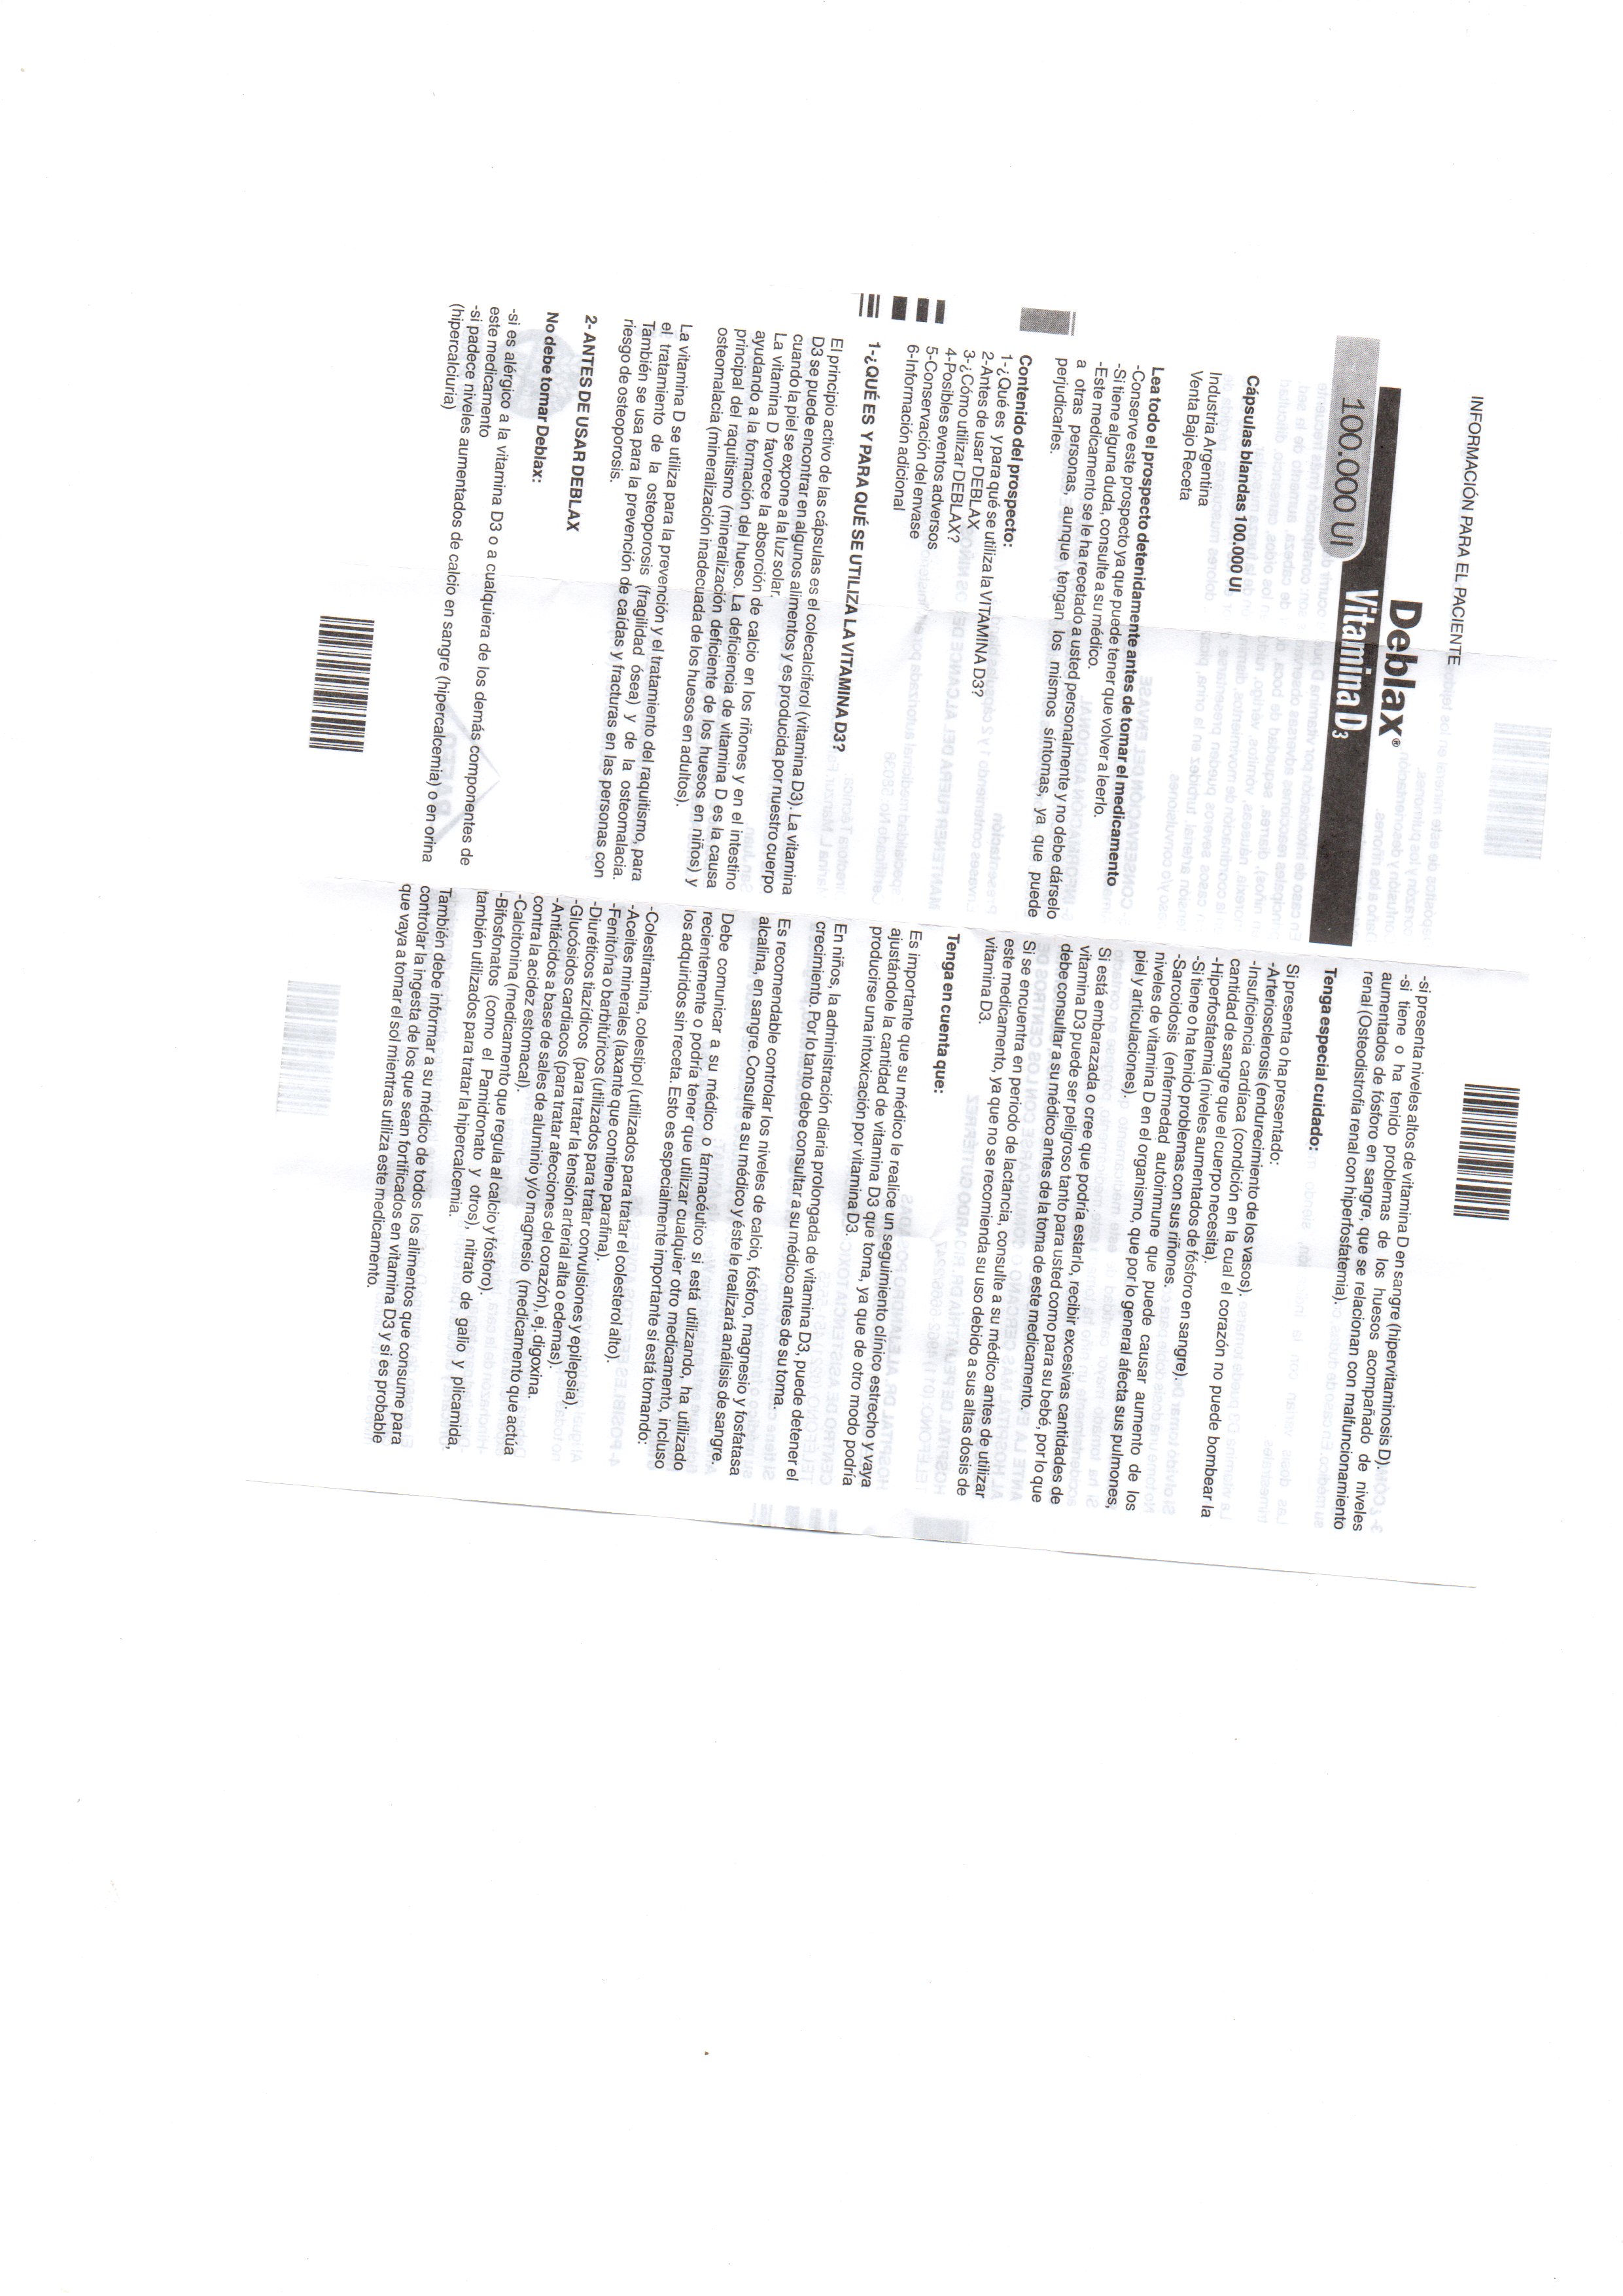 INFORMACIÓN PARA EL PACIENTE
Deblax®
100.000 UI Vitamina D3
Cápsulas blandas 100.000 UI
Industria Argentina
Venta Bajo Receta
Lea todo el prospecto detenidamente antes de tomar el medicamento
-Conserve este prospecto ya que puede tener que volver a leerlo.
-Si tiene alguna duda, consulte a su médico.
-Este medicamento se le ha recetado a usted personalmente y no debe dárselo
a otras personas, aunque tengan los mismos síntomas, ya que puede
perjudicarles.
Contenido del prospecto:
1-¿Qué es y para qué se utiliza la VITAMINA D3?
2-Antes de usar DEBLAX
3-¿Cómo utilizar DEBLAX?
4-Posibles eventos adversos
5-Conservación del envase
6-Información adicional
1-¿QUÉ ES Y PARA QUÉ SE UTILIZA LA VITAMINA D3?
El principio activo de las cápsulas es el colecalciferol (vitamina D3). La vitamina
D3 se puede encontrar en algunos alimentos y es producida por nuestro cuerpo
cuando la piel se expone a la luz solar.
La vitamina D favorece la absorción de calcio en los riñones y en el intestino
ayudando a la formación del hueso. La deficiencia de vitamina D es la causa
principal del raquitismo (mineralización deficiente de los huesos en niños) y
osteomalacia (mineralización inadecuada de los huesos en adultos).
La vitamina D se utiliza para la prevención y el tratamiento del raquitismo, para
el tratamiento de la osteoporosis (fragilidad ósea) y de la osteomalacia.
También se usa para la prevención de caídas y fracturas en las personas con
riesgo de osteoporosis.
2- ANTES DE USAR DEBLAX
No debe tomar Deblax:
-si es alérgico a la vitamina D3 o a cualquiera de los demás componentes de
este medicamento
-si padece niveles aumentados de calcio en sangre (hipercalcemia) o en orina
(hipercalciuria)
-si presenta niveles altos de vitamina D en sangre (hipervitaminosis D).
-si tiene o ha tenido problemas de los huesos acompañado de niveles
aumentados de fósforo en sangre, que se relacionan con malfuncionamiento
renal (Osteodistrofia renal con hiperfosfatemia).
Tenga especial cuidado:
Si presenta o ha presentado:
-Arteriosclerosis (endurecimiento de los vasos).
-Insuficiencia cardíaca (condición en la cual el corazón no puede bombear la
cantidad de sangre que el cuerpo necesita).
-Hiperfosfatemia (niveles aumentados de fósforo en sangre).
-Si tiene o ha tenido problemas con sus riñones.
-Sarcoidosis (enfermedad autoinmune que puede causar aumento de los
niveles de vitamina D en el organismo, que por lo general afecta sus pulmones,
piel y articulaciones).
Si está embarazada o cree que podría estarlo, recibir excesivas cantidades de
vitamina D3 puede ser peligroso tanto para usted como para su bebé, por lo que
debe consultar a su médico antes de la toma de este medicamento.
Si se encuentra en período de lactancia, consulte a su médico antes de utilizar
este medicamento, ya que no se recomienda su uso debido a sus altas dosis de
vitamina D3.
Tenga en cuenta que:
Es importante que su médico le realice un seguimiento clínico estrecho y vaya
ajustándole la cantidad de vitamina D3 que toma, ya que de otro modo podría
producirse una intoxicación por vitamina D3.
En niños, la administración diaria prolongada de vitamina D3, puede detener el
crecimiento. Por lo tanto debe consultar a su médico antes de su toma.
Es recomendable controlar los niveles de calcio, fósforo, magnesio y fosfatasa
alcalina, en sangre. Consulte a su médico y éste le realizará análisis de sangre.
Debe comunicar a su médico o farmacéutico si está utilizando, ha utilizado
recientemente o podría tener que utilizar cualquier otro medicamento, incluso
los adquiridos sin receta. Esto es especialmente importante si está tomando:
-Colestiramina, colestipol (utilizados para tratar el colesterol alto).
-Aceites minerales (laxante que contiene parafina).
-Fenitoína o barbitúricos (utilizados para tratar convulsiones y epilepsia).
-Diuréticos tiazídicos (para tratar la tensión arterial alta o edemas).
-Glucósidos cardiacos (para tratar afecciones del corazón), ej. digoxina.
-Antiácidos a base de sales de aluminio y/o magnesio (medicamento que actúa
contra la acidez estomacal).
-Calcitonina (medicamento que regula al calcio y fósforo).
-Bifosfonatos (como el Pamidronato y otros), nitrato de galio y plicamida,
también utilizados para tratar la hipercalcemia.
También debe informar a su médico de todos los alimentos que consume para
controlar la ingesta de los que sean fortificados en vitamina D3 y si es probable
que vaya a tomar el sol mientras utiliza este medicamento.